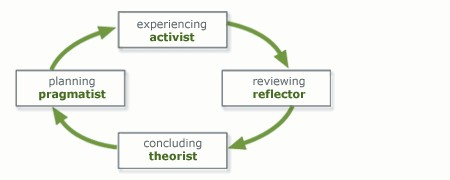 experiencing
activist
planning
pragmatist
reviewing
reflector
concluding
theorist